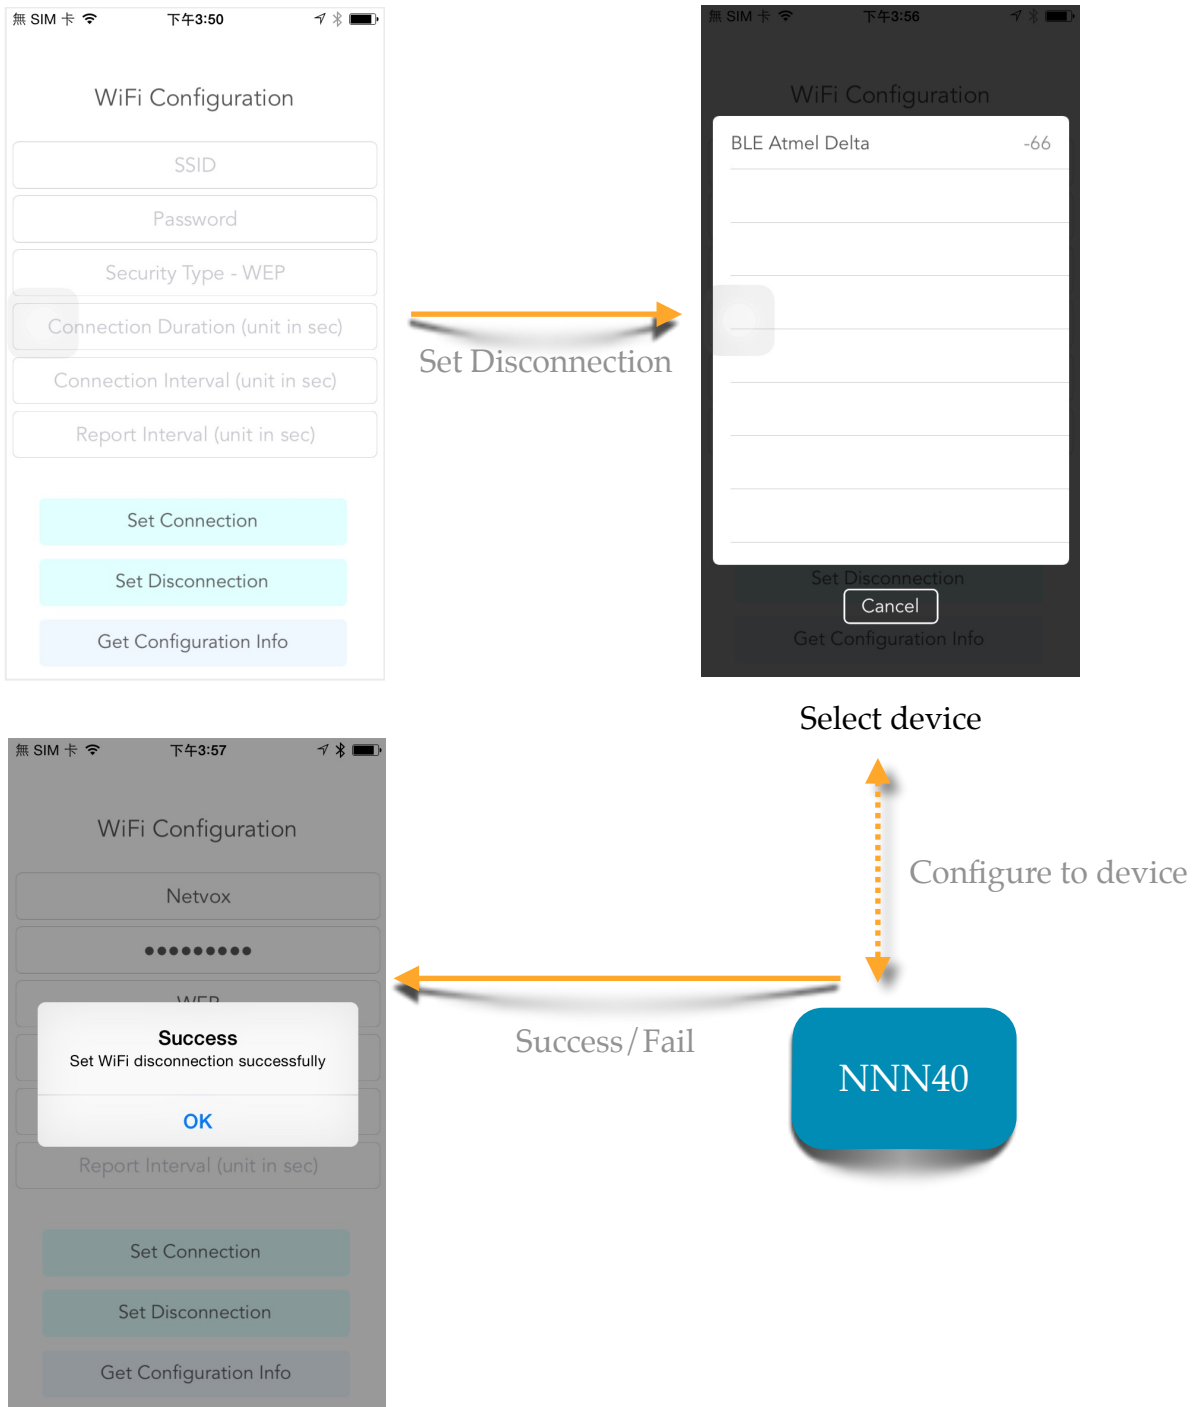 無 SIM 卡 下午3:50
WiFi Configuration
SSID
Password
Security Type - WEP
Connection Duration (unit in sec)
Connection Interval (unit in sec)
Report Interval (unit in sec)
Set Connection
Set Disconnection
Get Configuration Info
Set Disconnection
無 SIM 卡 下午3:56
WiFi Configuration
BLE Atmel Delta -66
Set Disconnection
Cancel
Get Configuration Info
Select device
Configure to device
NNN40
Success/Fail
無 SIM 卡 下午3:57
WiFi Configuration
Netvox
•••••••••
WEP
Success
Set WiFi disconnection successfully
OK
Report Interval (unit in sec)
Set Connection
Set Disconnection
Get Configuration Info